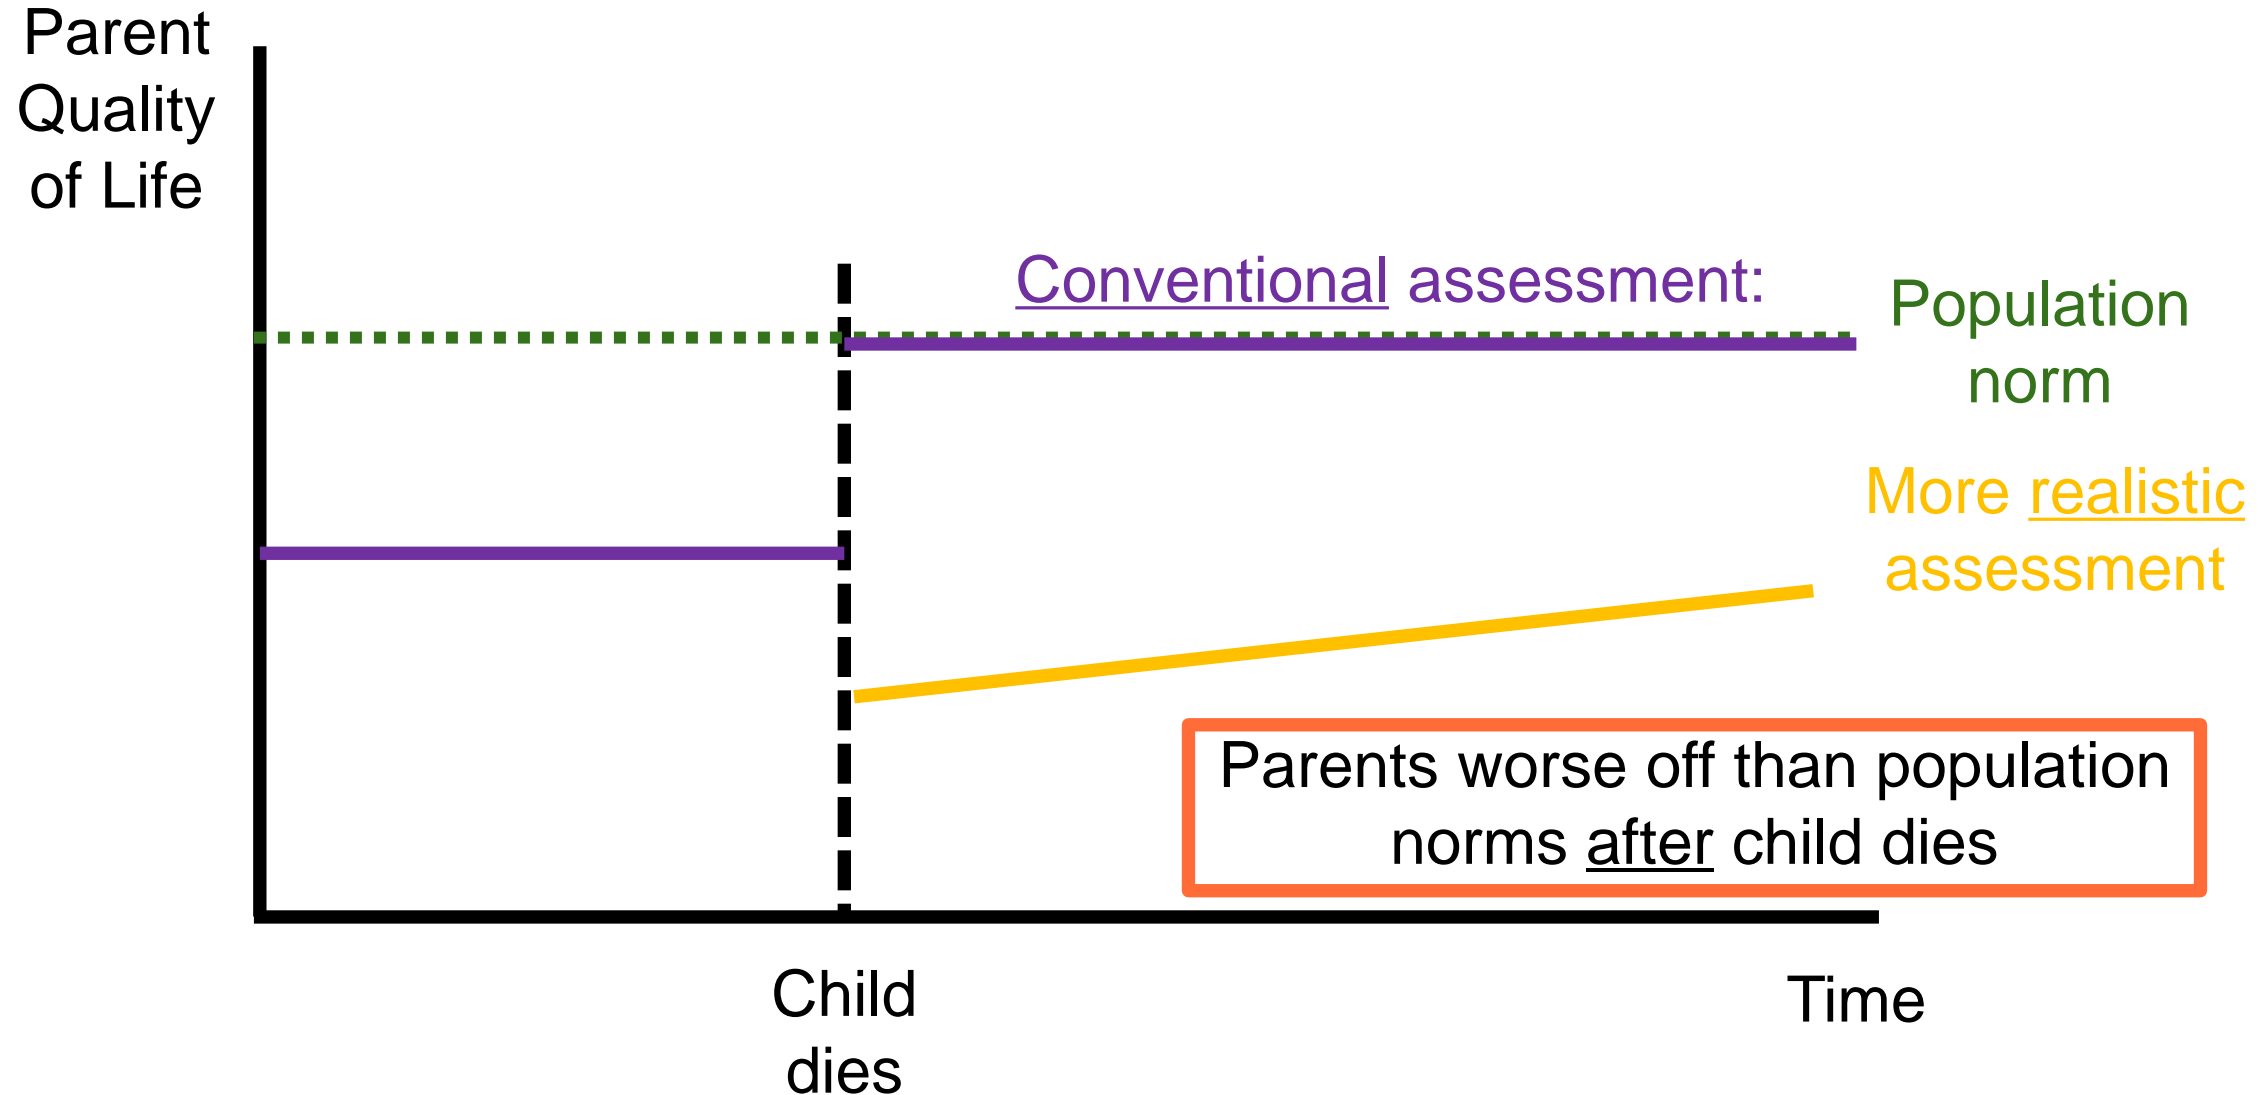 Parent
Quality
of Life
Conventional assessment:
Population
norm
More realistic
assessment
Parents worse off than population
norms after child dies
Child
dies
Time